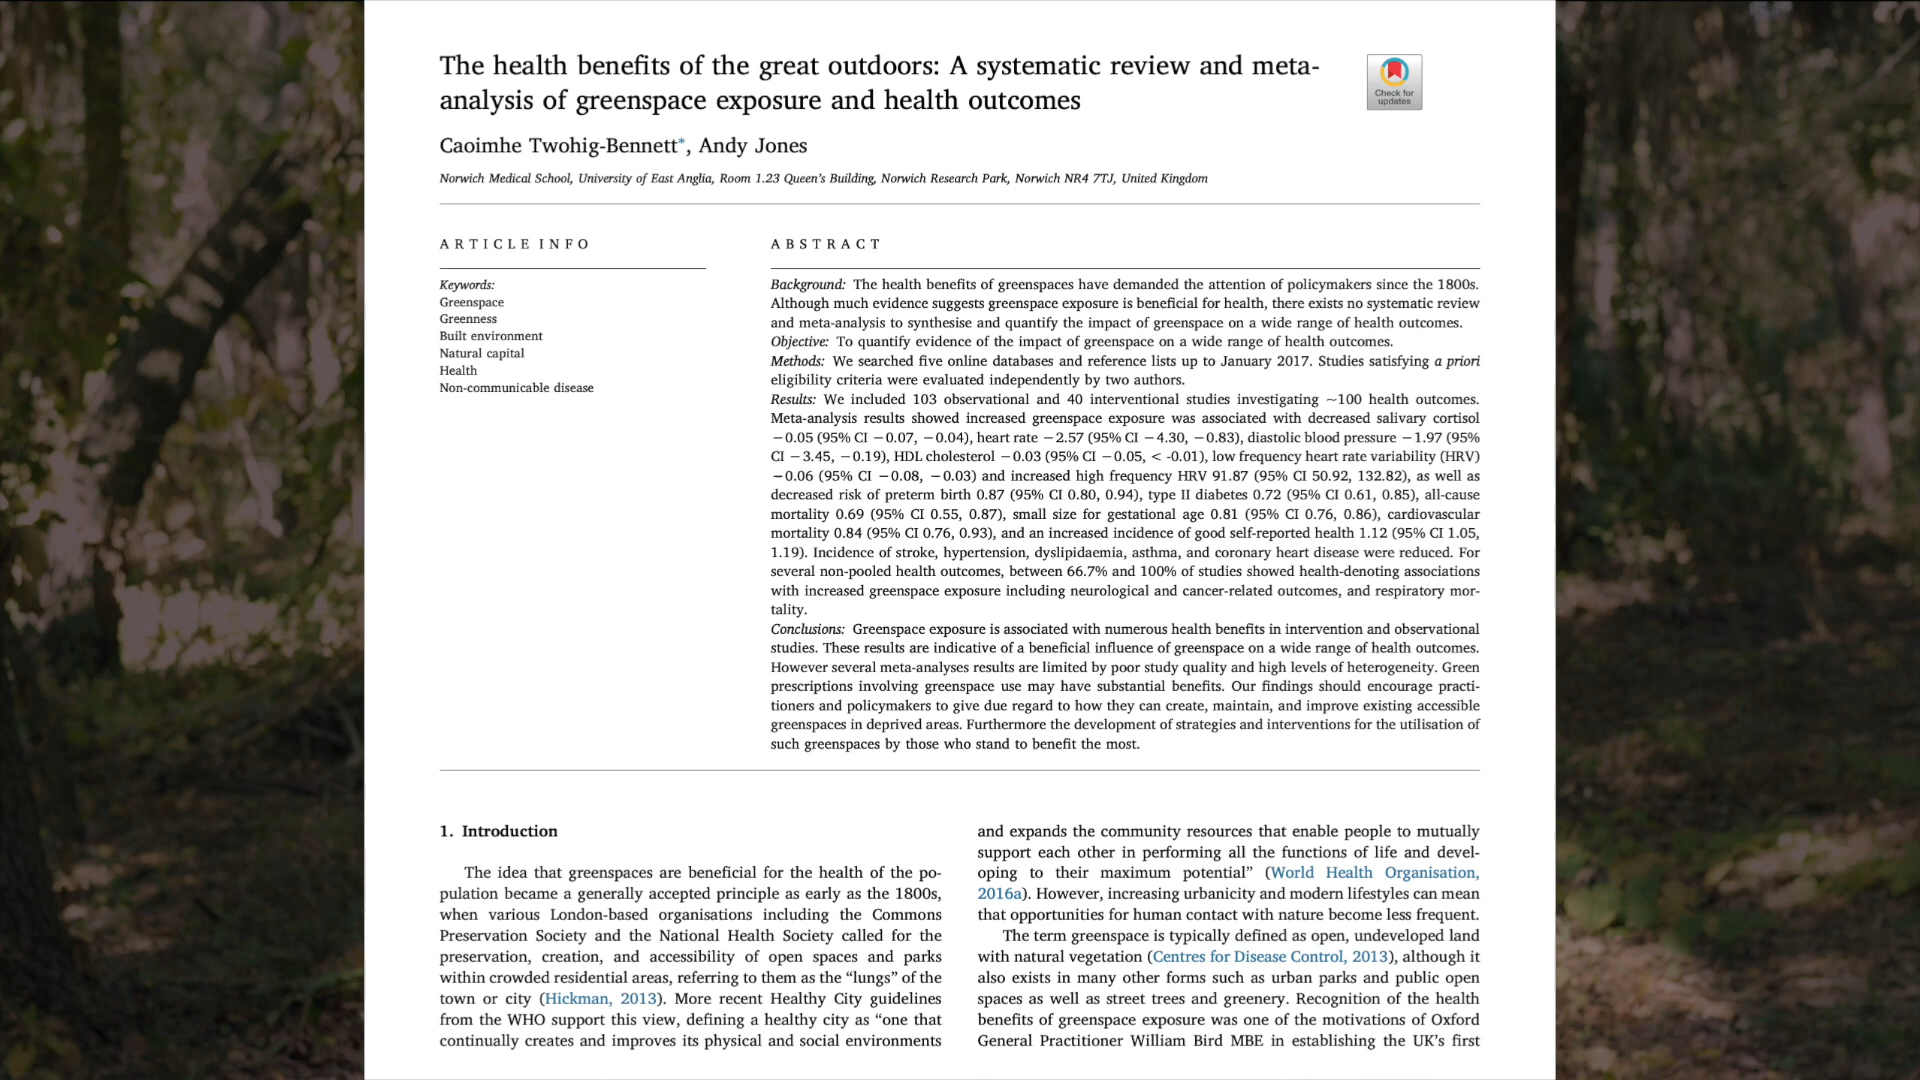 The health benefits of the great outdoors: A systematic review and meta-
analysis of greenspace exposure and health outcomes
Check for
updates
Caoimhe Twohig-Bennett*, Andy Jones
Norwich Medical School, University of East Anglia, Room 1.23 Queen's Building, Norwich Research Park, Norwich NR4 7TJ, United Kingdom
ARTICLE INFO
Keywords:
Greenspace
Greenness
Built environment
Natural capital
Health
Non-communicable disease
ABSTRACT
Background: The health benefits of greenspaces have demanded the attention of policymakers since the 1800s.
Although much evidence suggests greenspace exposure is beneficial for health, there exists no systematic review
and meta-analysis to synthesise and quantify the impact of greenspace on a wide range of health outcomes.
Objective: To quantify evidence of the impact of greenspace on a wide range of health outcomes.
Methods: We searched five online databases and reference lists up to January 2017. Studies satisfying a priori
eligibility criteria were evaluated independently by two authors.
Results: We included 103 observational and 40 interventional studies investigating ~100 health outcomes.
Meta-analysis results showed increased greenspace exposure was associated with decreased salivary cortisol
−0.05 (95% CI −0.07, −0.04), heart rate −2.57 (95% CI −4.30, −0.83), diastolic blood pressure −1.97 (95%
CI −3.45, −0.19), HDL cholesterol −0.03 (95% CI −0.05, < -0.01), low frequency heart rate variability (HRV)
−0.06 (95% CI −0.08, −0.03) and increased high frequency HRV 91.87 (95% CI 50.92, 132.82), as well as
decreased risk of preterm birth 0.87 (95% CI 0.80, 0.94), type II diabetes 0.72 (95% CI 0.61, 0.85), all-cause
mortality 0.69 (95% CI 0.55, 0.87), small size for gestational age 0.81 (95% CI 0.76, 0.86), cardiovascular
mortality 0.84 (95% CI 0.76, 0.93), and an increased incidence of good self-reported health 1.12 (95% CI 1.05,
1.19). Incidence of stroke, hypertension, dyslipidaemia, asthma, and coronary heart disease were reduced. For
several non-pooled health outcomes, between 66.7% and 100% of studies showed health-denoting associations
with increased greenspace exposure including neurological and cancer-related outcomes, and respiratory mor-
tality.
Conclusions: Greenspace exposure is associated with numerous health benefits in intervention and observational
studies. These results are indicative of a beneficial influence of greenspace on a wide range of health outcomes.
However several meta-analyses results are limited by poor study quality and high levels of heterogeneity. Green
prescriptions involving greenspace use may have substantial benefits. Our findings should encourage practi-
tioners and policymakers to give due regard to how they can create, maintain, and improve existing accessible
greenspaces in deprived areas. Furthermore the development of strategies and interventions for the utilisation of
such greenspaces by those who stand to benefit the most.
1. Introduction
The idea that greenspaces are beneficial for the health of the po-
pulation became a generally accepted principle as early as the 1800s,
when various London-based organisations including the Commons
Preservation Society and the National Health Society called for the
preservation, creation, and accessibility of open spaces and parks
within crowded residential areas, referring to them as the “lungs” of the
town or city (Hickman, 2013). More recent Healthy City guidelines
from the WHO support this view, defining a healthy city as “one that
continually creates and improves its physical and social environments
and expands the community resources that enable people to mutually
support each other in performing all the functions of life and devel-
oping to their maximum potential” (World Health Organisation,
2016a). However, increasing urbanicity and modern lifestyles can mean
that opportunities for human contact with nature become less frequent.
The term greenspace is typically defined as open, undeveloped land
with natural vegetation (Centres for Disease Control, 2013), although it
also exists in many other forms such as urban parks and public open
spaces as well as street trees and greenery. Recognition of the health
benefits of greenspace exposure was one of the motivations of Oxford
General Practitioner William Bird MBE in establishing the UK's first